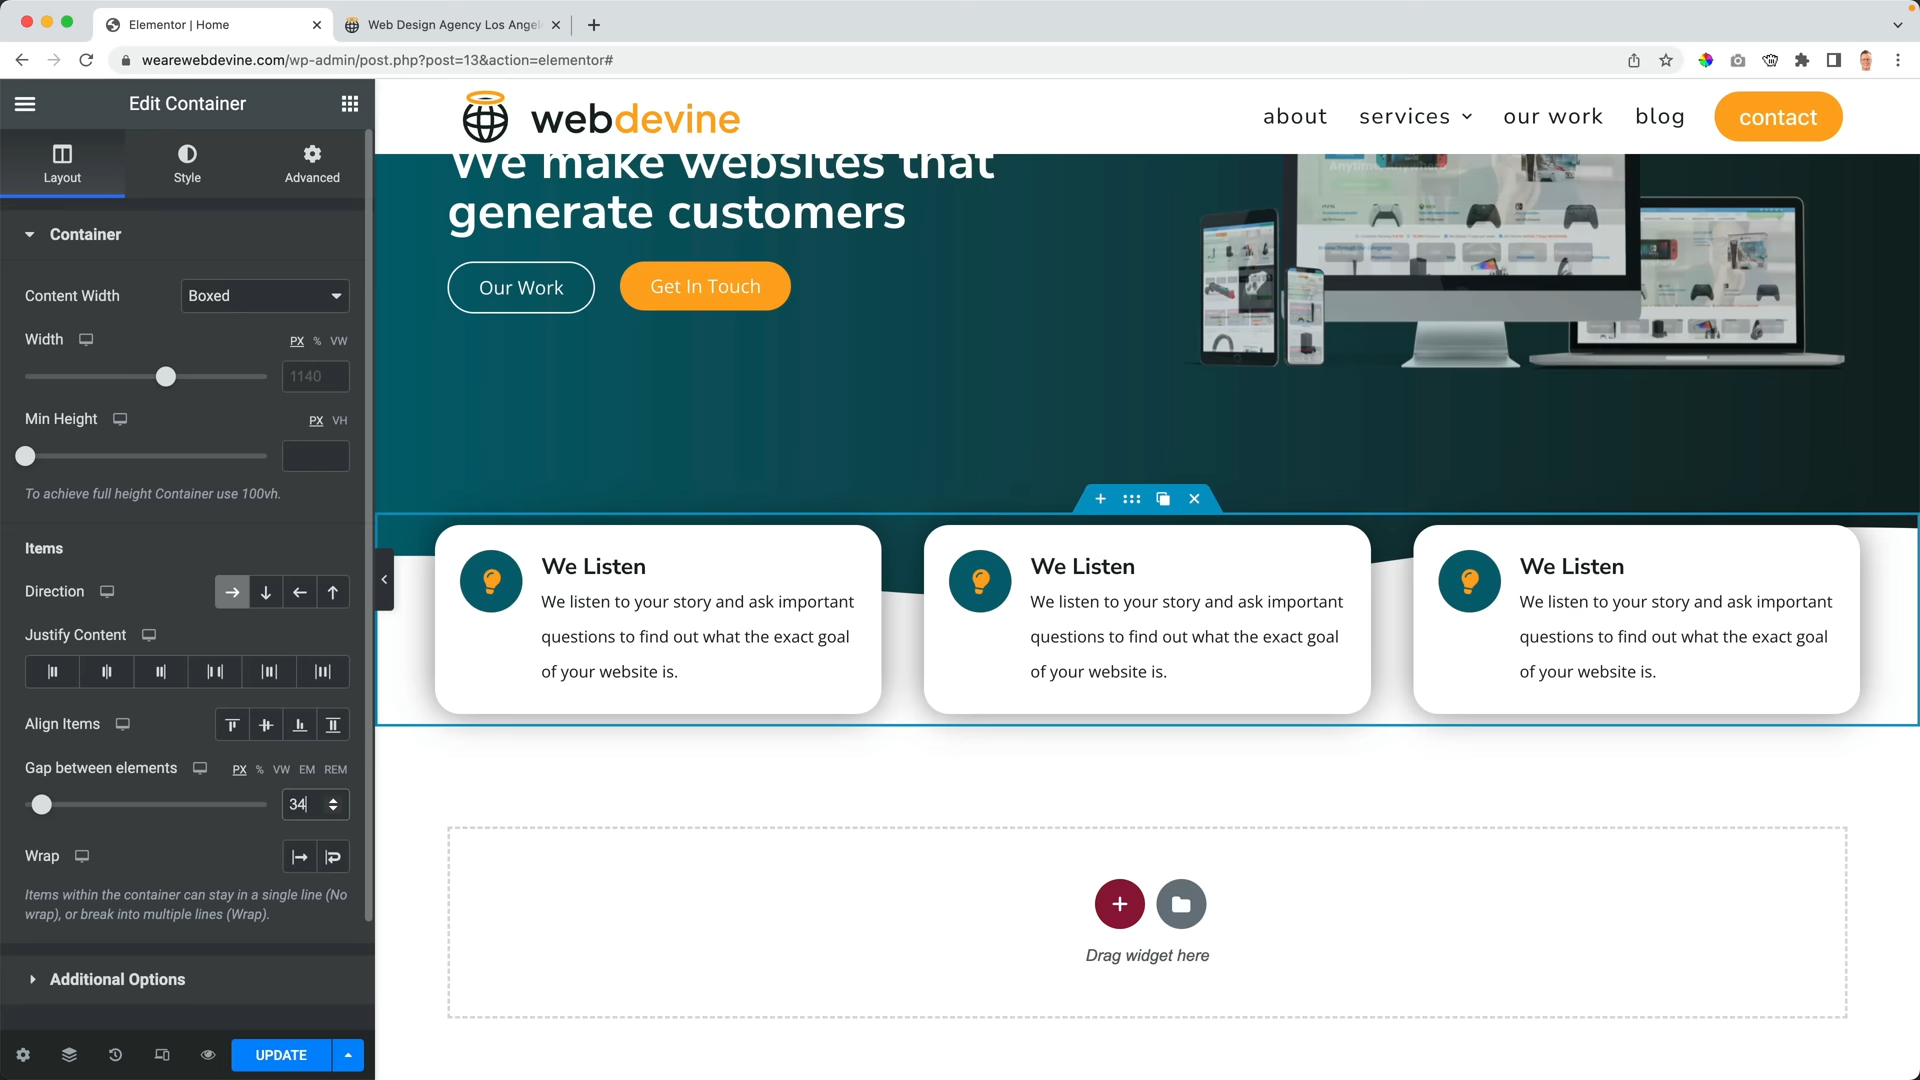 Elementor | Home
Web Design Agency Los Angel
wearewebdevine.com/wp-admin/post.php?post=13&action=elementor#
Edit Container
Layout
Style
Advanced
Container
Content Width
Boxed
Width
PX % VW
1140
Min Height
PX VH
To achieve full height Container use 100vh.
Items
Direction
Justify Content
Align Items
Gap between elements
PX % VW EM REM
34
Wrap
Items within the container can stay in a single line (No
wrap), or break into multiple lines (Wrap).
Additional Options
UPDATE
webdevine
about
services
our work
blog
contact
We make websites that
generate customers
Our Work
Get In Touch
We Listen
We listen to your story and ask important
questions to find out what the exact goal
of your website is.
We Listen
We listen to your story and ask important
questions to find out what the exact goal
of your website is.
We Listen
We listen to your story and ask important
questions to find out what the exact goal
of your website is.
Drag widget here